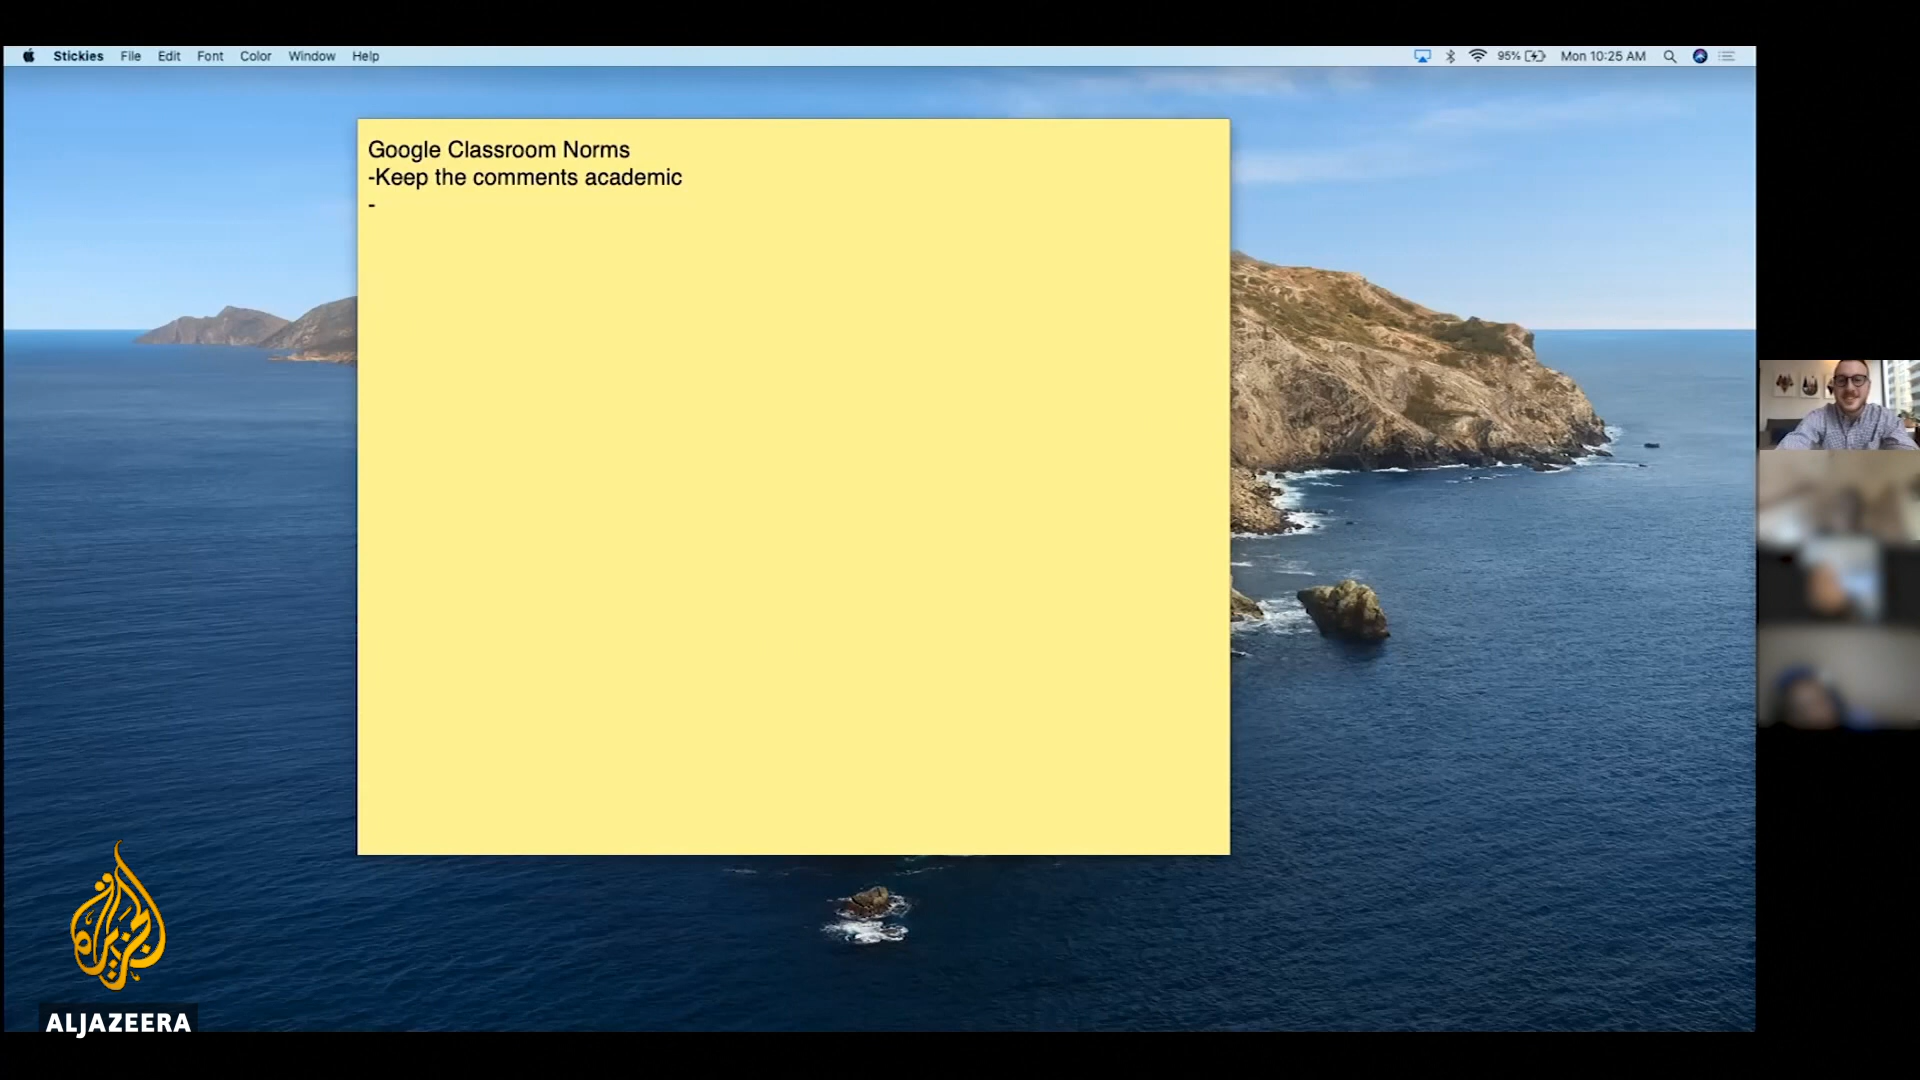 Stickies File Edit Font Color Window Help 95% Mon 10:25 AM
Google Classroom Norms
-Keep the comments academic
-
الجزيرة
ALJAZEERA